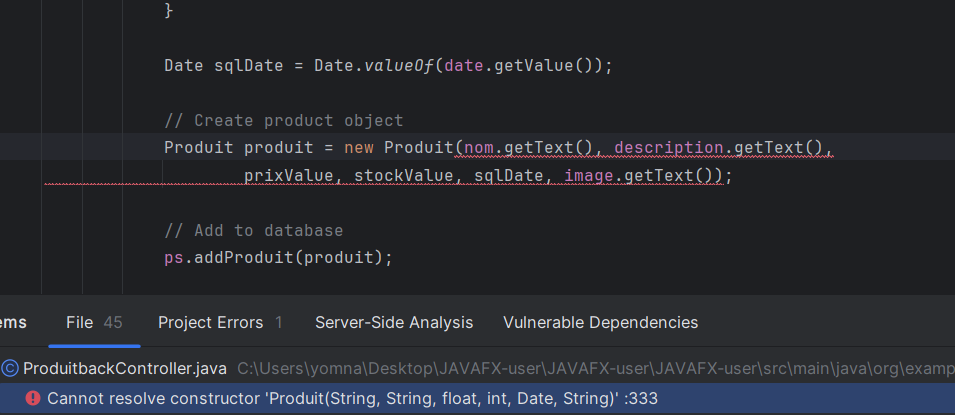 }
Date sqlDate = Date.valueOf(date.getValue());
// Create product object
Produit produit = new Produit(nom.getText(), description.getText(),
prixValue, stockValue, sqlDate, image.getText());
// Add to database
ps.addProduit(produit);
ems File 45 Project Errors 1 Server-Side Analysis Vulnerable Dependencies
ProduitbackController.java C:\Users\yomna\Desktop\JAVAFX-user\JAVAFX-user\JAVAFX-user\src\main\java\org\examp
Cannot resolve constructor 'Produit(String, String, float, int, Date, String)' :333